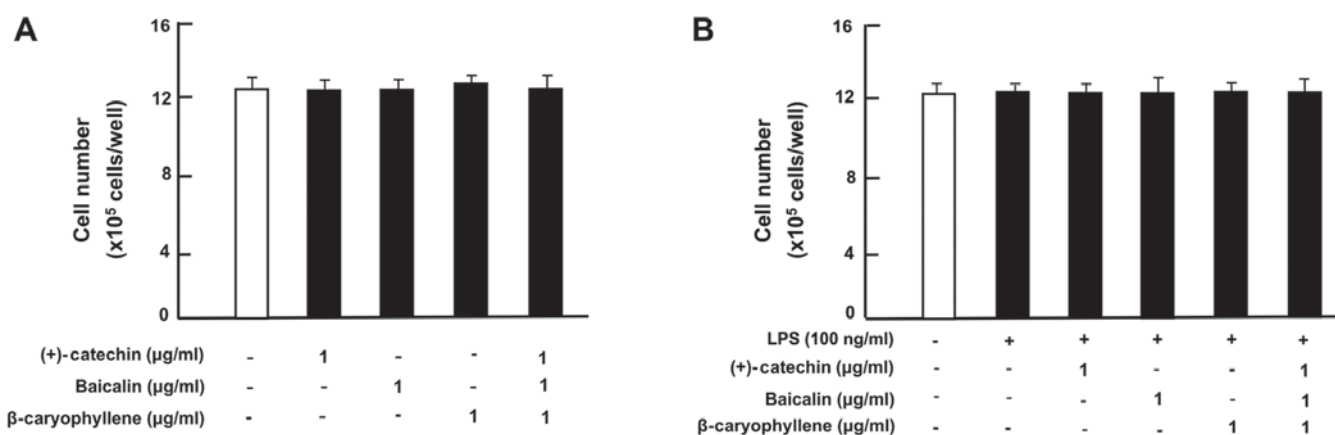 A
Cell number
(x10⁵ cells/well)
16
12
8
4
0
(+)-catechin (µg/ml) - 1 - - 1
Baicalin (µg/ml) - - 1 - 1
β-caryophyllene (µg/ml) - - - 1 1
B
Cell number
(x10⁵ cells/well)
16
12
8
4
0
LPS (100 ng/ml) - + + + + +
(+)-catechin (µg/ml) - - 1 - - 1
Baicalin (µg/ml) - - - 1 - 1
β-caryophyllene (µg/ml) - - - - 1 1